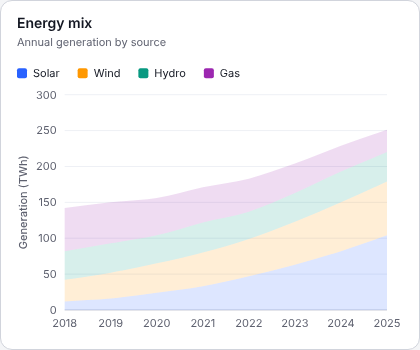 Energy mix
Annual generation by source
Solar Wind Hydro Gas
Generation (TWh)
300
250
200
150
100
50
0
2018 2019 2020 2021 2022 2023 2024 2025